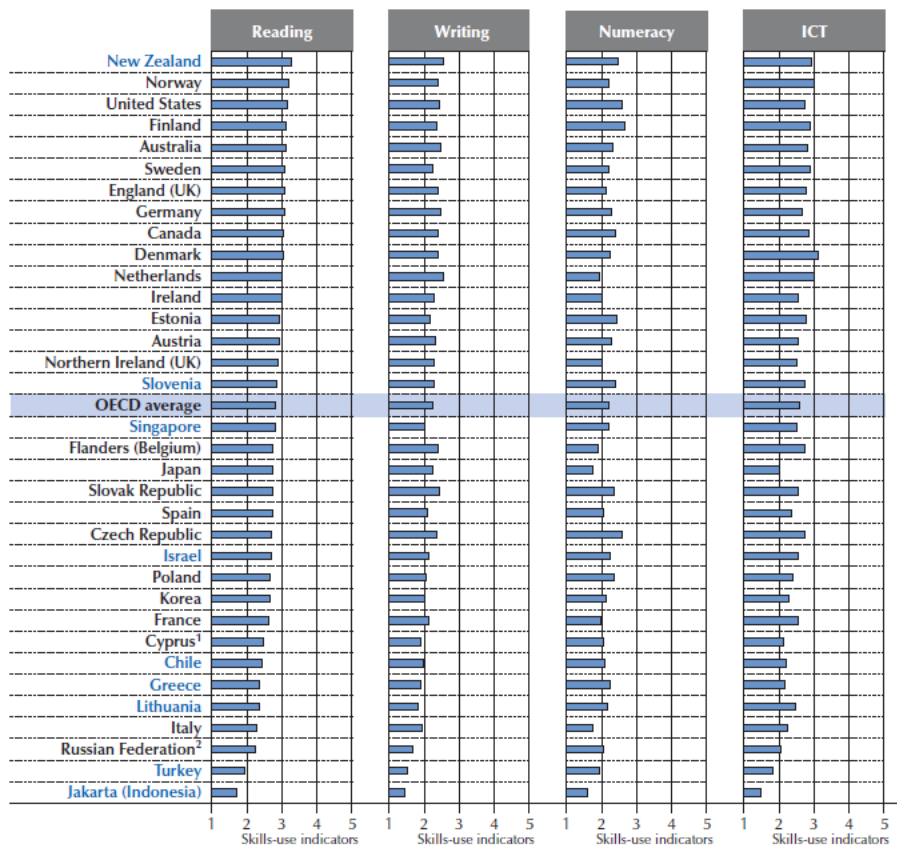 Reading Writing Numeracy ICT
New Zealand
Norway
United States
Finland
Australia
Sweden
England (UK)
Germany
Canada
Denmark
Netherlands
Ireland
Estonia
Austria
Northern Ireland (UK)
Slovenia
OECD average
Singapore
Flanders (Belgium)
Japan
Slovak Republic
Spain
Czech Republic
Israel
Poland
Korea
France
Cyprus¹
Chile
Greece
Lithuania
Italy
Russian Federation²
Turkey
Jakarta (Indonesia)
1 2 3 4 5 1 2 3 4 5 1 2 3 4 5 1 2 3 4 5
Skills-use indicators Skills-use indicators Skills-use indicators Skills-use indicators